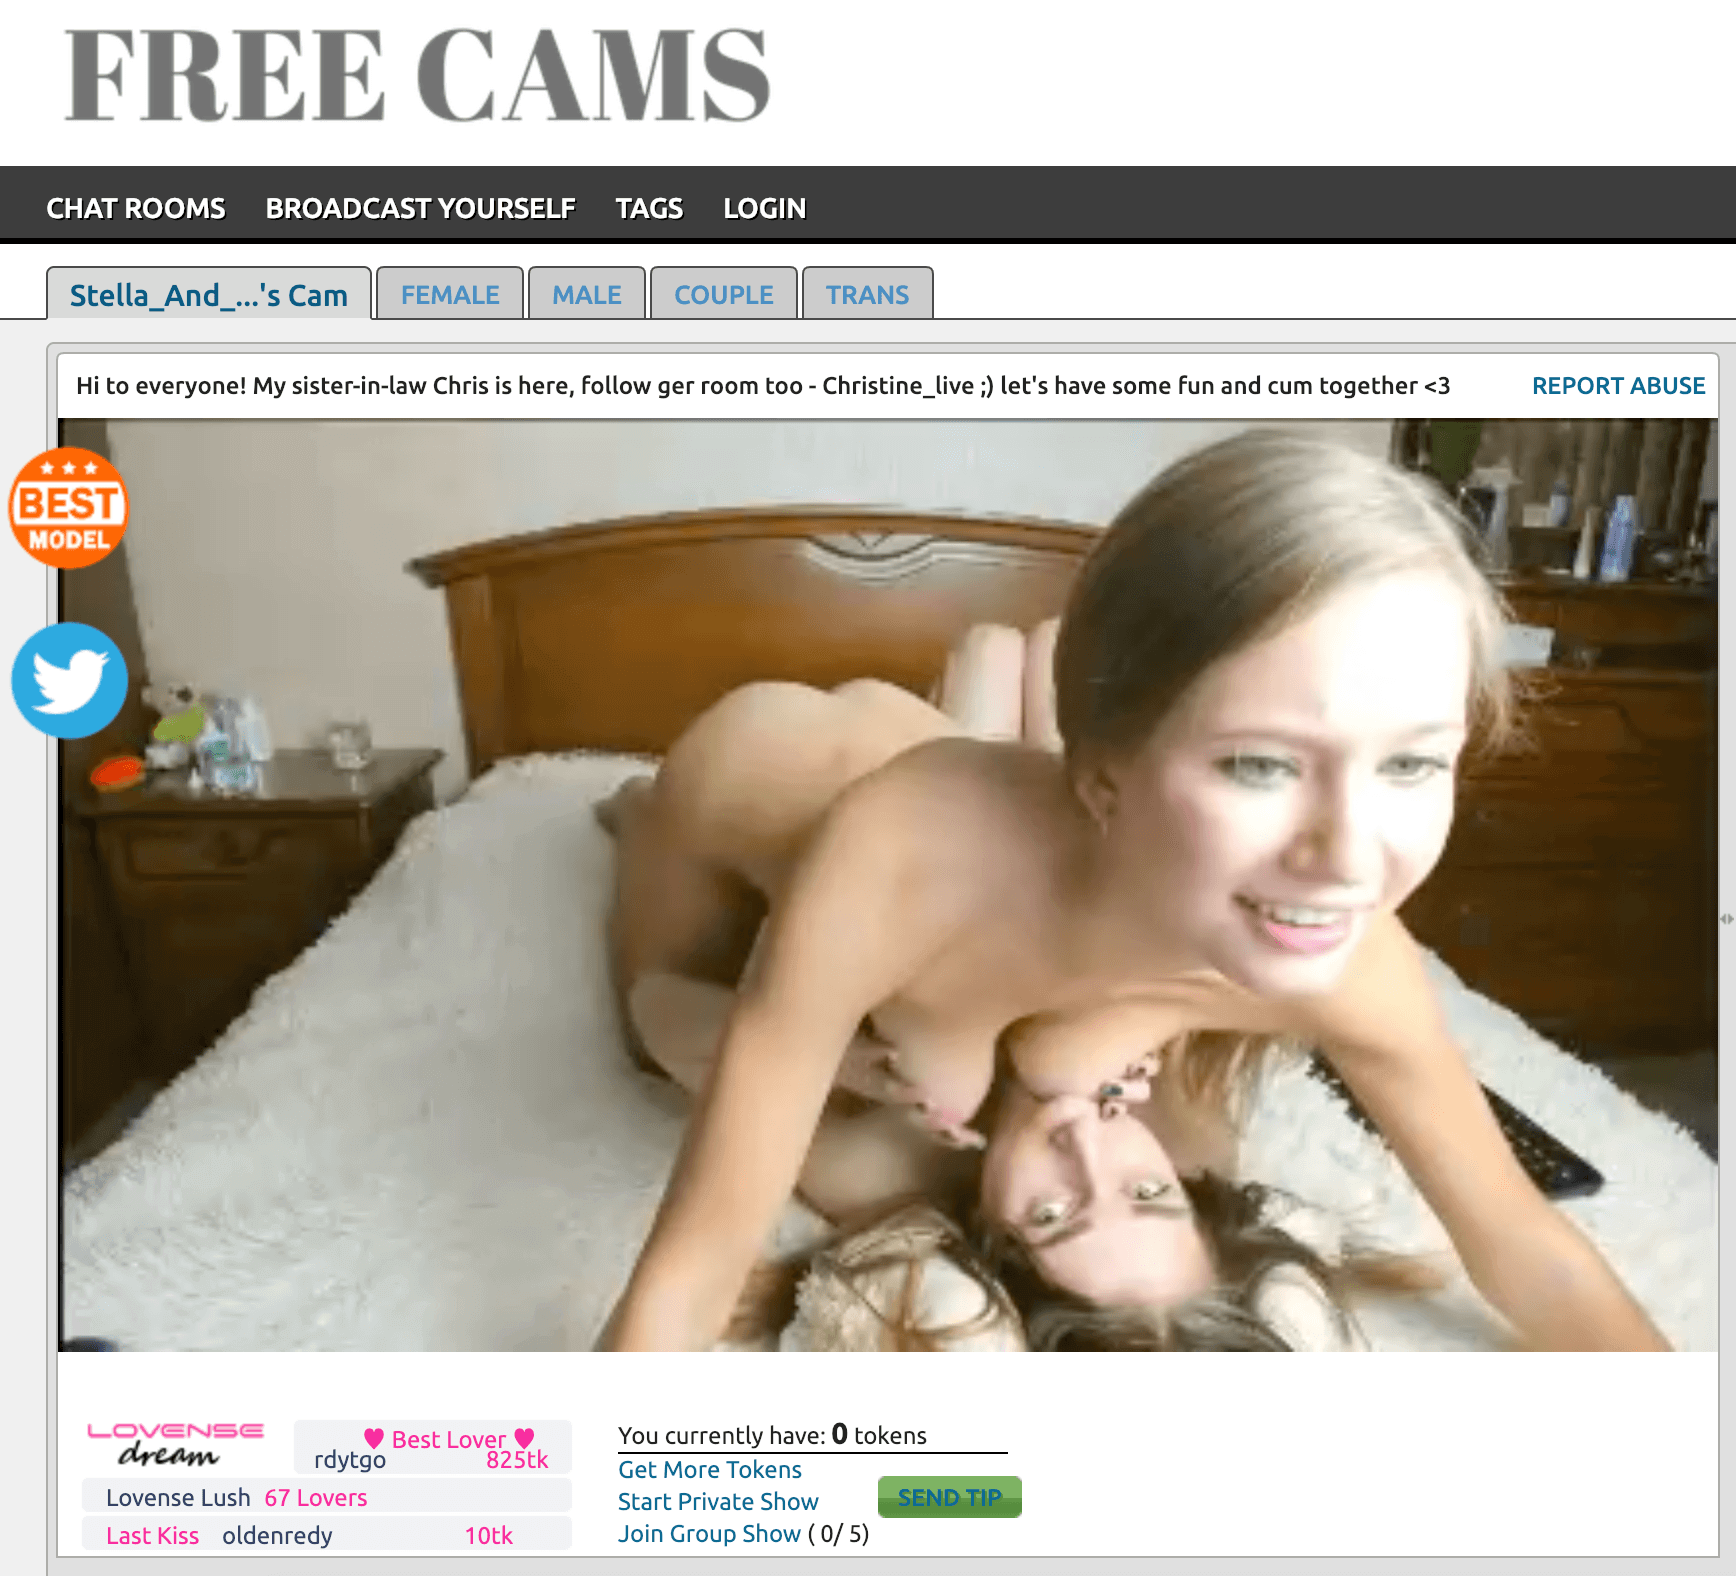 FREE CAMS
CHAT ROOMS BROADCAST YOURSELF TAGS LOGIN
Stella_And_...'s Cam FEMALE MALE COUPLE TRANS
Hi to everyone! My sister-in-law Chris is here, follow ger room too - Christine_live ;) let's have some fun and cum together <3 REPORT ABUSE
BEST
MODEL
LOVENSE
dream
♥ Best Lover ♥
rdytgo 825tk
Lovense Lush 67 Lovers
Last Kiss oldenredy 10tk
You currently have: 0 tokens
Get More Tokens
Start Private Show
SEND TIP
Join Group Show ( 0/ 5)